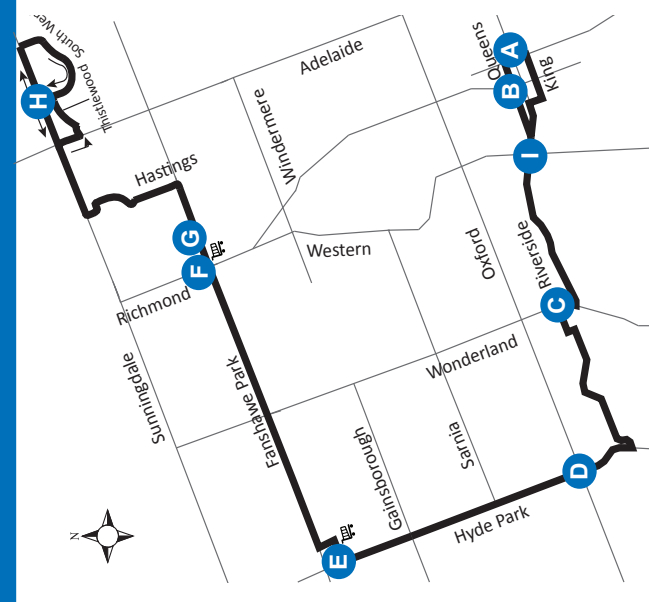 South Wen
Thistlewood
H
Adelaide
Queens
A
B
King
Windermere
Hastings
I
G
F
Western
Richmond
Oxford
Riverside
C
Sunningdale
Fanshawe Park
Wonderland
Gainsborough
Sarnia
D
Hyde Park
E
N